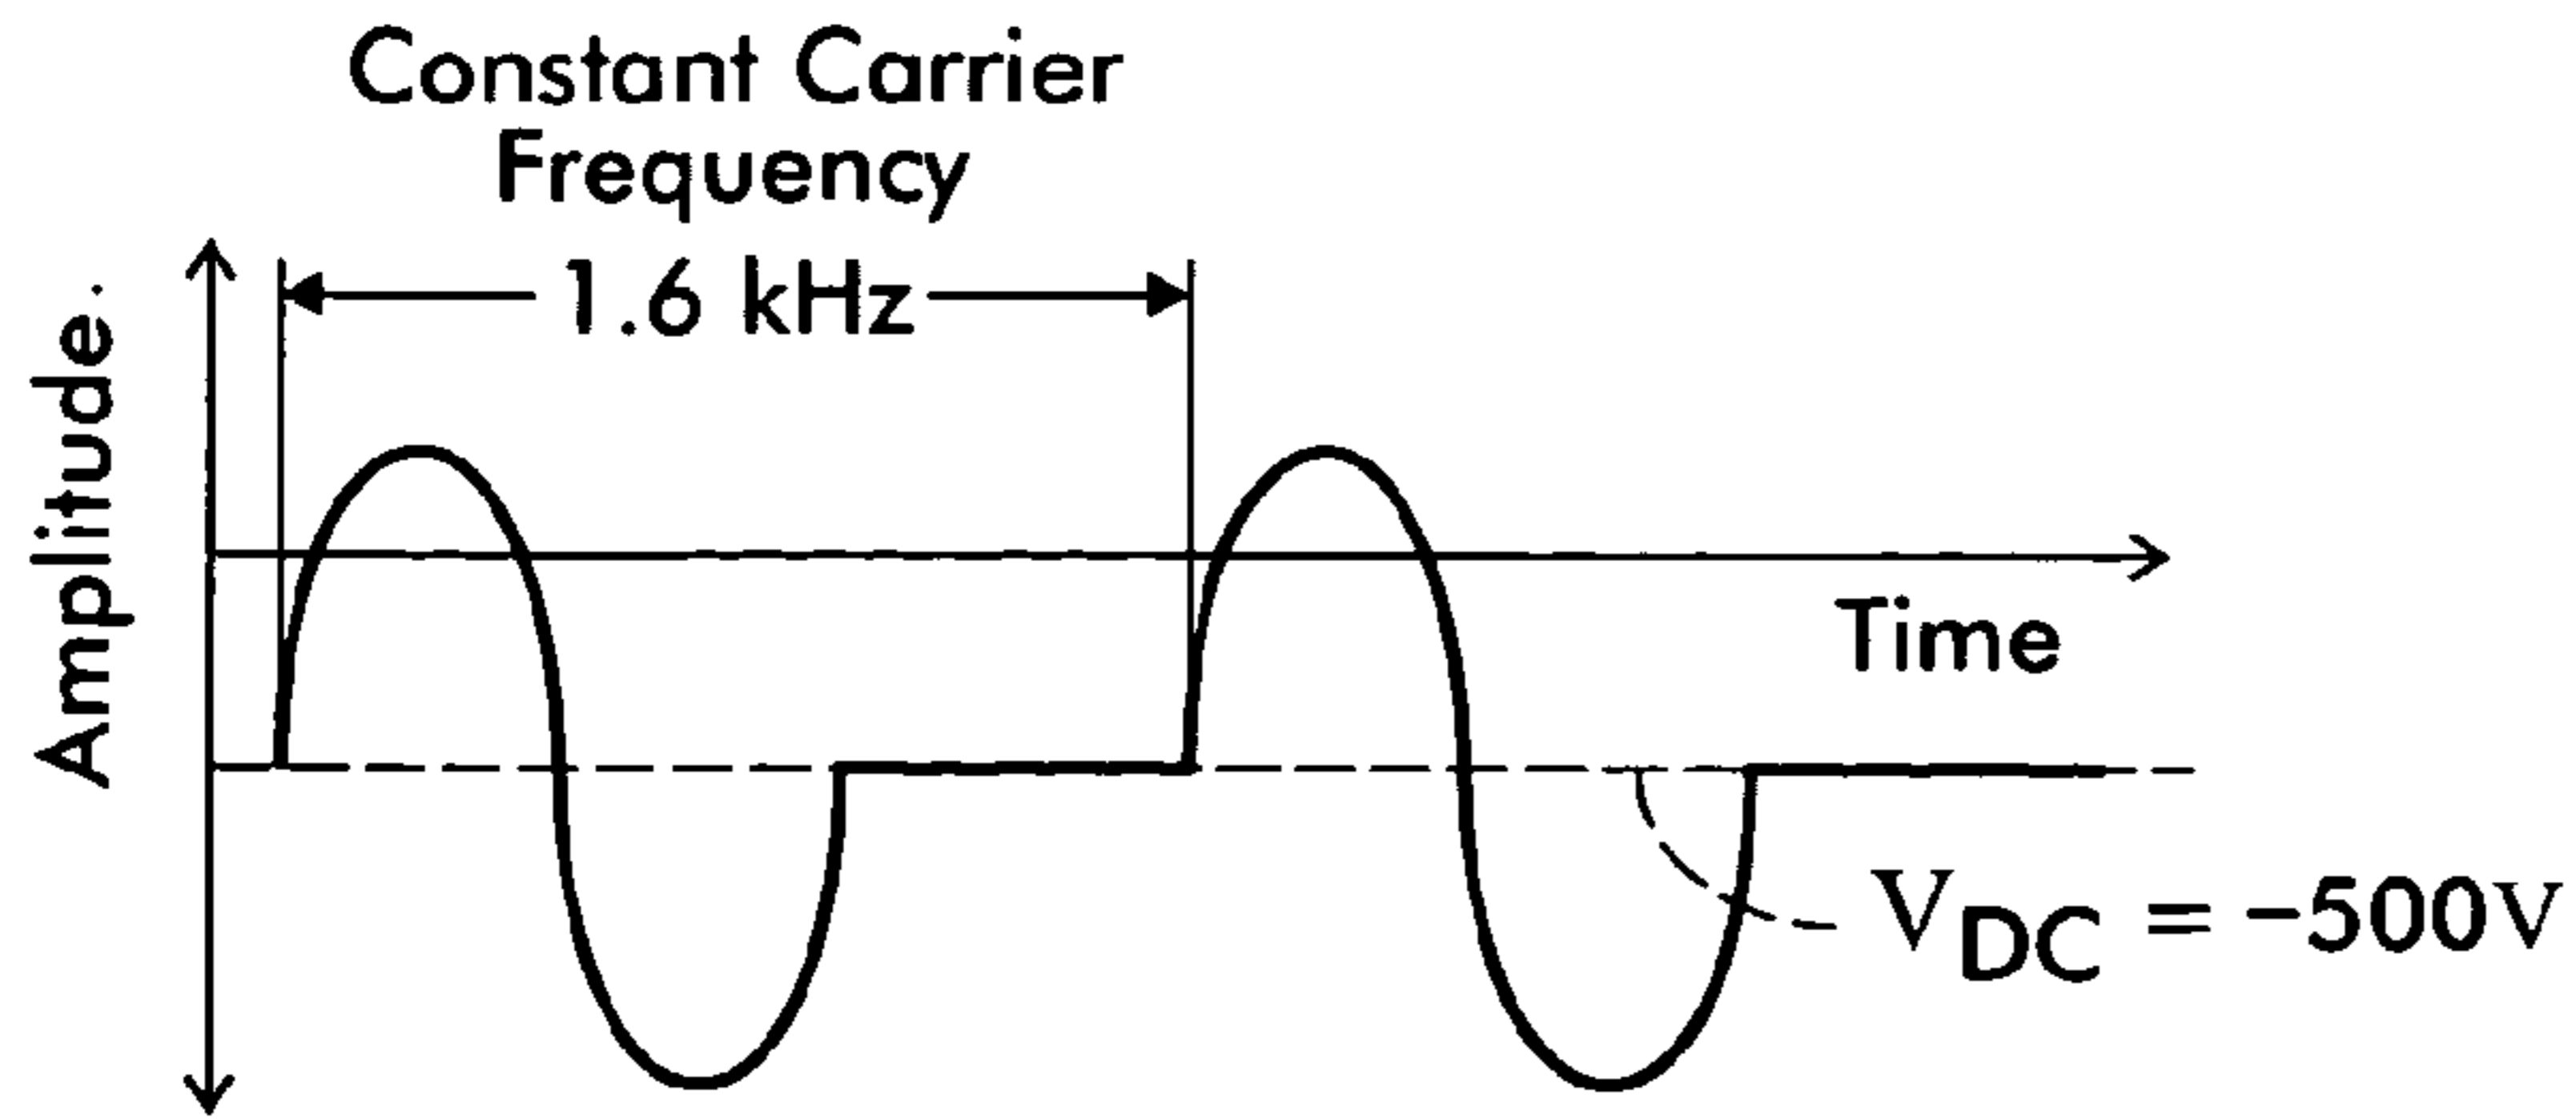 Constant Carrier
Frequency
1.6 kHz
Amplitude.
Time
VDC = -500V